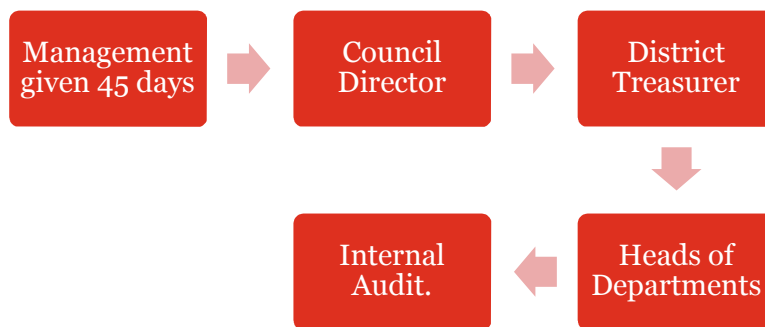 Management
given 45 days
Council
Director
District
Treasurer
Heads of
Departments
Internal
Audit.